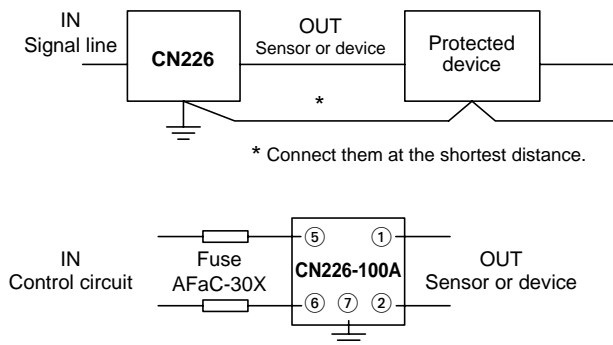 IN
Signal line
CN226
OUT
Sensor or device
Protected
device
*
* Connect them at the shortest distance.
IN
Control circuit
Fuse
AFaC-30X
5
1
CN226-100A
6
7
2
OUT
Sensor or device